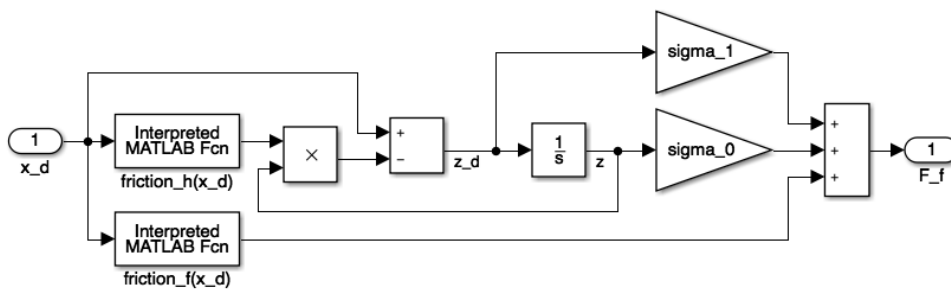 sigma_1
1
x_d
Interpreted
MATLAB Fcn
friction_h(x_d)
×
+
−
z_d
1
s
z
sigma_0
+
+
+
1
F_f
Interpreted
MATLAB Fcn
friction_f(x_d)